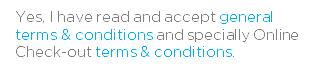 Yes, I have read and accept general
terms & conditions and specially Online
Check-out terms & conditions.